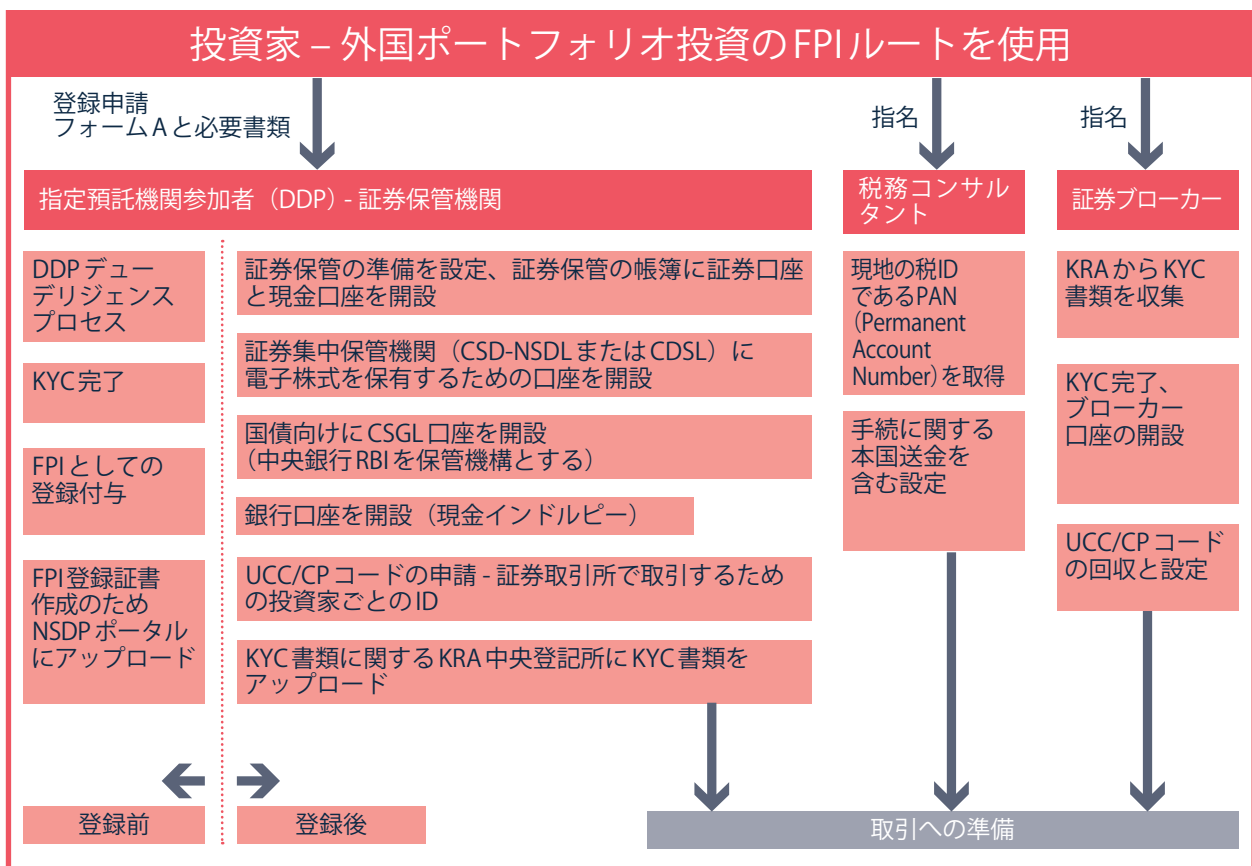 投資家 – 外国ポートフォリオ投資のFPIルートを使用
登録申請
フォームAと必要書類
指名
指名
指定預託機関参加者（DDP）- 証券保管機関
税務コンサル
タント
証券ブローカー
DDPデュー
デリジェンス
プロセス
KYC完了
FPIとしての
登録付与
FPI登録証書
作成のため
NSDPポータル
にアップロード
証券保管の準備を設定、証券保管の帳簿に証券口座
と現金口座を開設
証券集中保管機関（CSD-NSDLまたはCDSL）に
電子株式を保有するための口座を開設
国債向けにCSGL口座を開設
（中央銀行RBIを保管機構とする）
銀行口座を開設（現金インドルピー）
UCC/CPコードの申請 - 証券取引所で取引するため
の投資家ごとのID
KYC書類に関するKRA中央登記所にKYC書類を
アップロード
現地の税ID
であるPAN
（Permanent
Account
Number）を取得
手続に関する
本国送金を
含む設定
KRAからKYC
書類を収集
KYC完了、
ブローカー
口座の開設
UCC/CPコード
の回収と設定
登録前
登録後
取引への準備